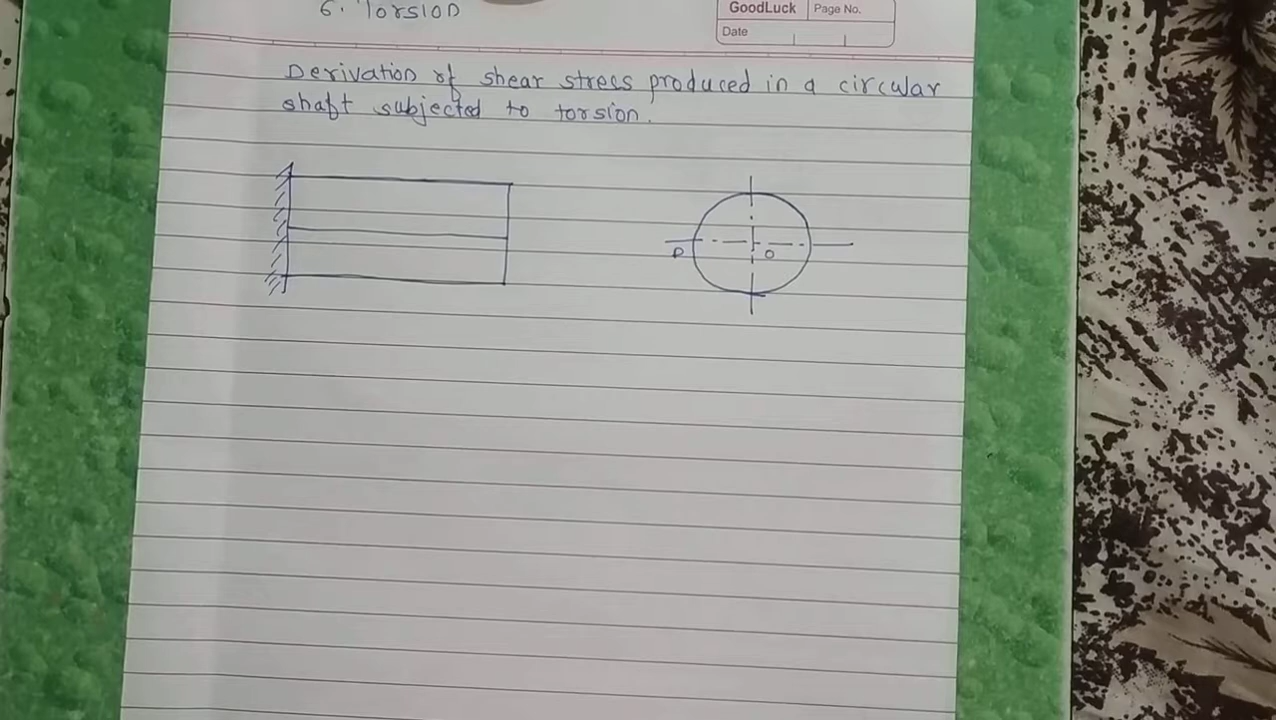 6. Torsion
GoodLuck Page No.
Date
Derivation of shear stress produced in a circular
shaft subjected to torsion.
D O